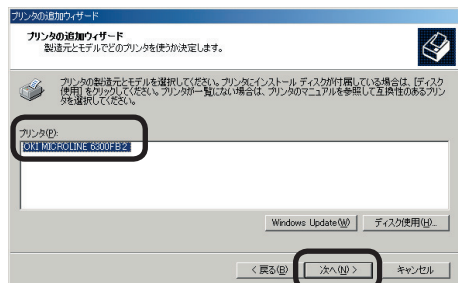 プリンタの追加ウィザード
プリンタの追加ウィザード
製造元とモデルでどのプリンタを使うか決定します。
プリンタの製造元とモデルを選択してください。プリンタにインストール ディスクが付属している場合は、[ディスク
使用] をクリックしてください。プリンタが一覧にない場合は、プリンタのマニュアルを参照して互換性のあるプリン
タを選択してください。
プリンタ(P):
OKI MICROLINE 6300FB2
Windows Update(W)
ディスク使用(H)...
< 戻る(B)
次へ(N) >
キャンセル